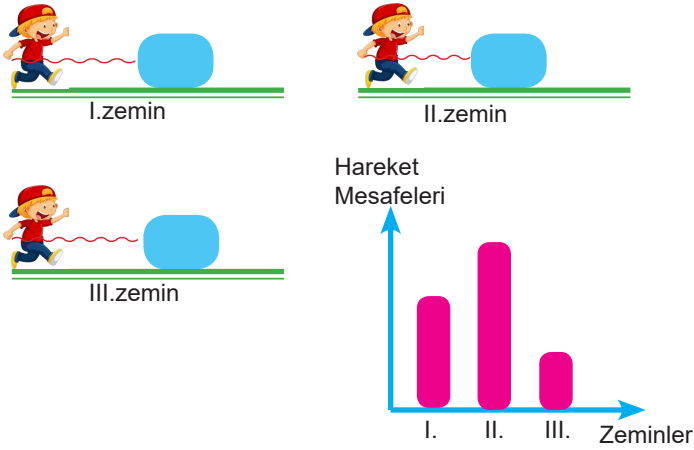 I.zemin
II.zemin
III.zemin
Hareket
Mesafeleri
I.
II.
III.
Zeminler